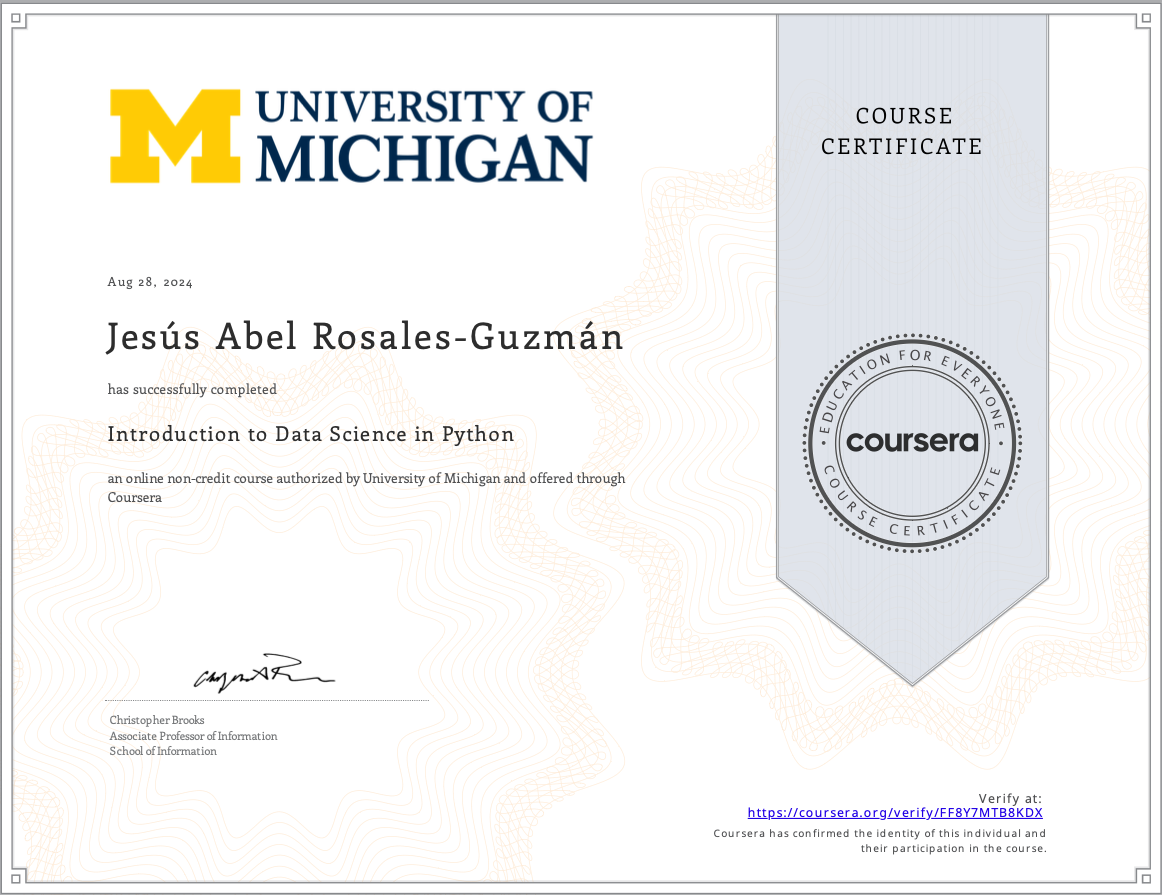 UNIVERSITY OF
MICHIGAN
COURSE
CERTIFICATE
Aug 28, 2024
Jesús Abel Rosales-Guzmán
has successfully completed
Introduction to Data Science in Python
an online non-credit course authorized by University of Michigan and offered through
Coursera
EDUCATION FOR EVERYONE
coursera
COURSE CERTIFICATE
Christopher Brooks
Associate Professor of Information
School of Information
Verify at:
https://coursera.org/verify/FF8Y7MTB8KDX
Coursera has confirmed the identity of this individual and
their participation in the course.